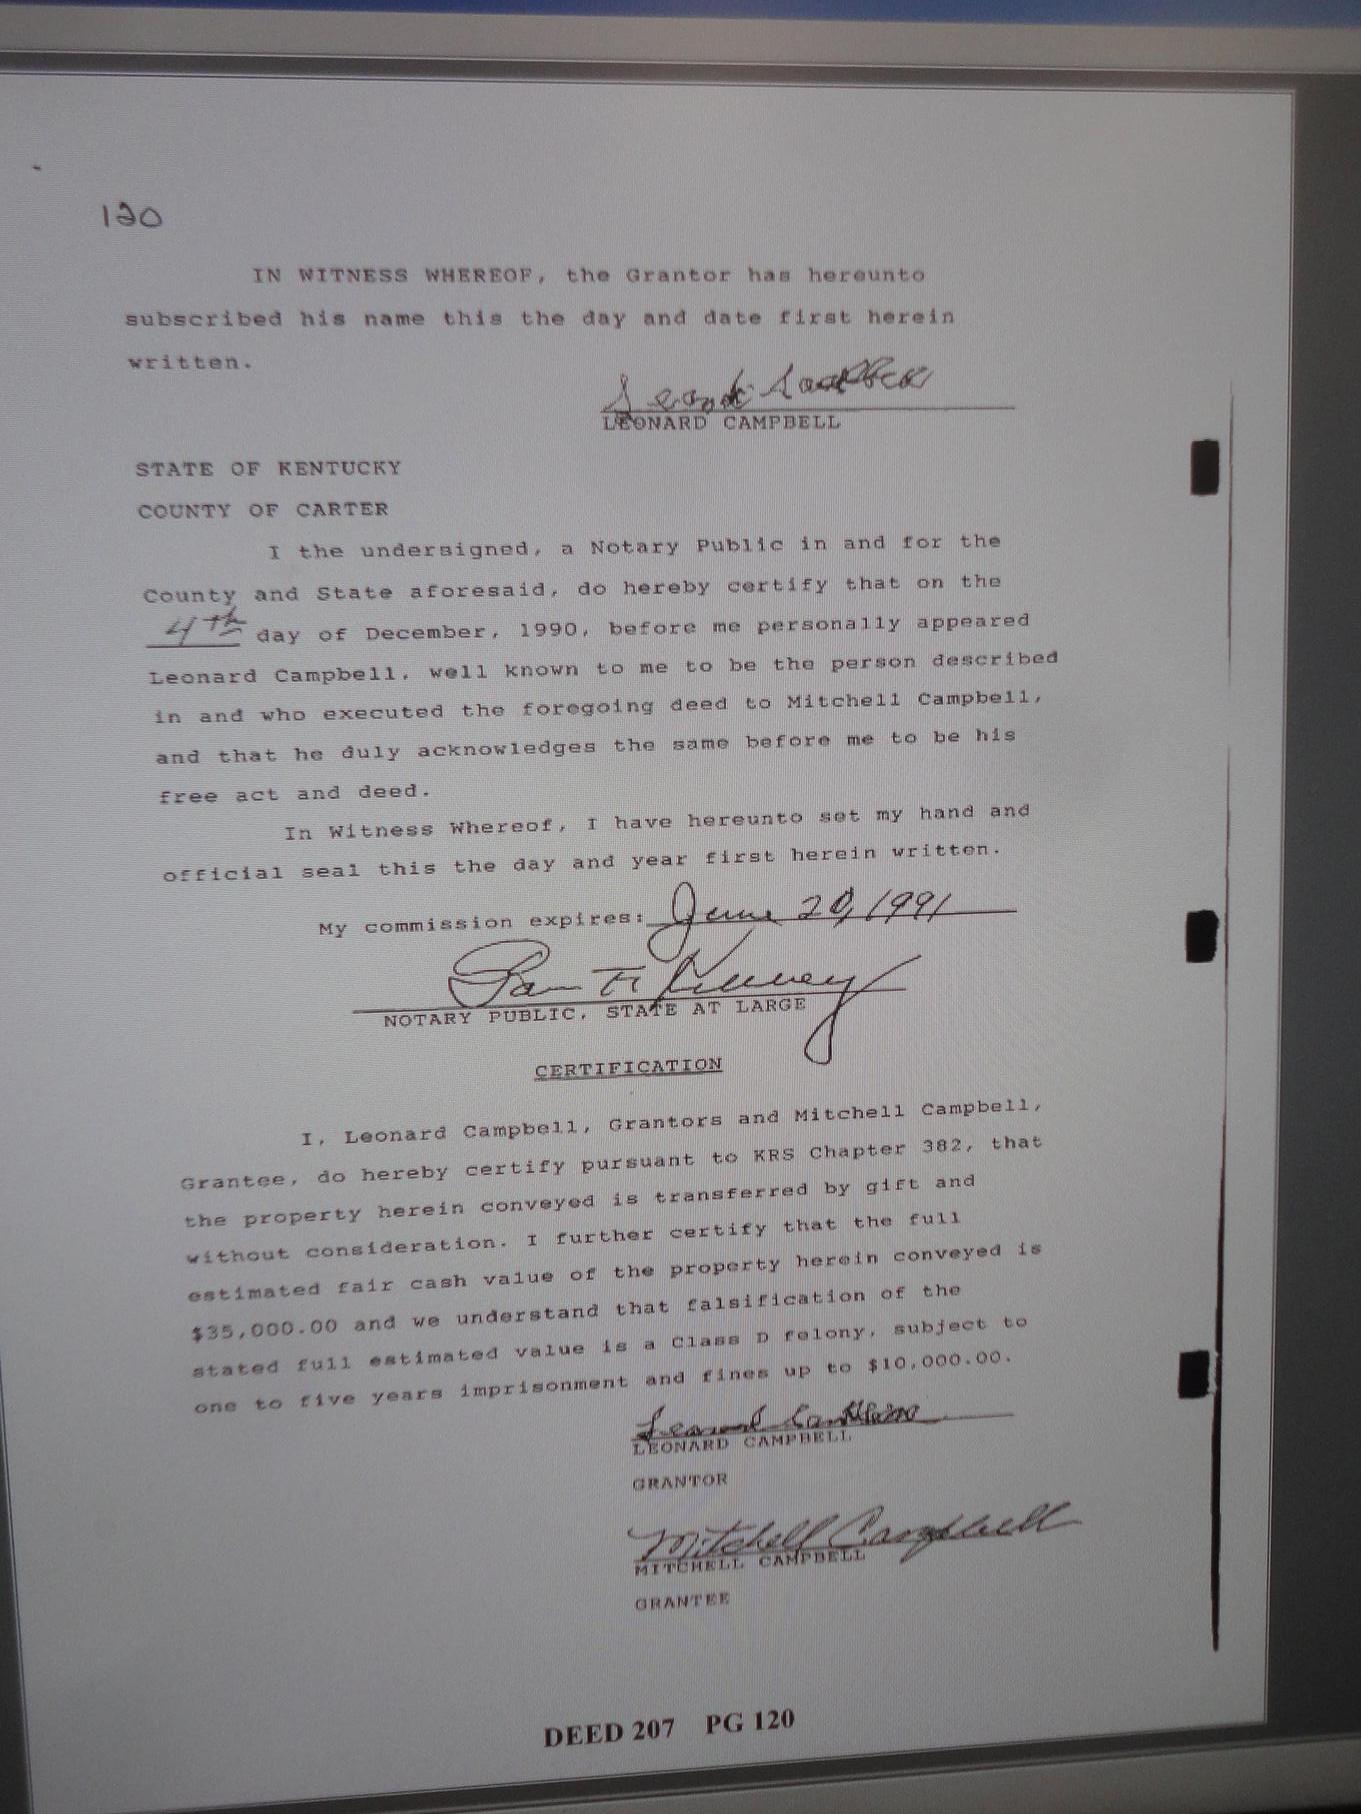 120
IN WITNESS WHEREOF, the Grantor has hereunto
subscribed his name this the day and date first herein
written.
LEONARD CAMPBELL
STATE OF KENTUCKY
COUNTY OF CARTER
I the undersigned, a Notary Public in and for the
County and State aforesaid, do hereby certify that on the
4th day of December, 1990, before me personally appeared
Leonard Campbell, well known to me to be the person described
in and who executed the foregoing deed to Mitchell Campbell,
and that he duly acknowledges the same before me to be his
free act and deed.
In Witness Whereof, I have hereunto set my hand and
official seal this the day and year first herein written.
My commission expires: June 20, 1991
NOTARY PUBLIC, STATE AT LARGE
CERTIFICATION
I, Leonard Campbell, Grantors and Mitchell Campbell,
Grantee, do hereby certify pursuant to KRS Chapter 382, that
the property herein conveyed is transferred by gift and
without consideration. I further certify that the full
estimated fair cash value of the property herein conveyed is
$35,000.00 and we understand that falsification of the
stated full estimated value is a Class D felony, subject to
one to five years imprisonment and fines up to $10,000.00.
LEONARD CAMPBELL
GRANTOR
Mitchell Campbell
MITCHELL CAMPBELL
GRANTEE
DEED 207 PG 120